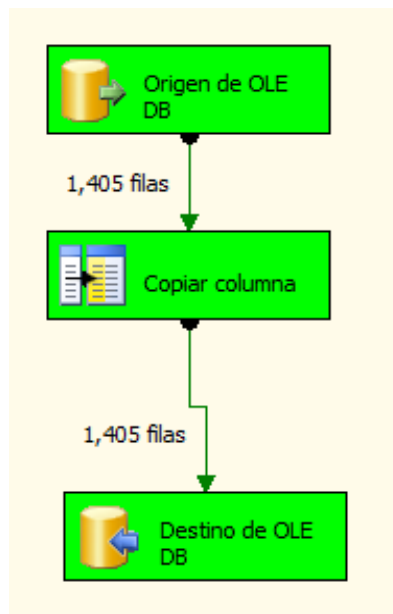 Origen de OLE
DB
1,405 filas
Copiar columna
1,405 filas
Destino de OLE
DB